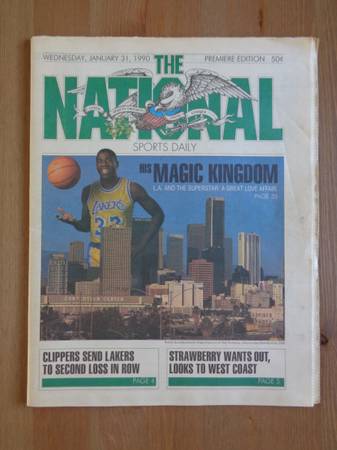 WEDNESDAY, JANUARY 31, 1990
PREMIERE EDITION 50¢
THE
NATIONAL
SPORTS DAILY
HIS MAGIC KINGDOM
L.A. AND THE SUPERSTAR: A GREAT LOVE AFFAIR
PAGE 35
LAKERS
32
CLIPPERS SEND LAKERS
TO SECOND LOSS IN ROW
PAGE 4
STRAWBERRY WANTS OUT,
LOOKS TO WEST COAST
PAGE 5